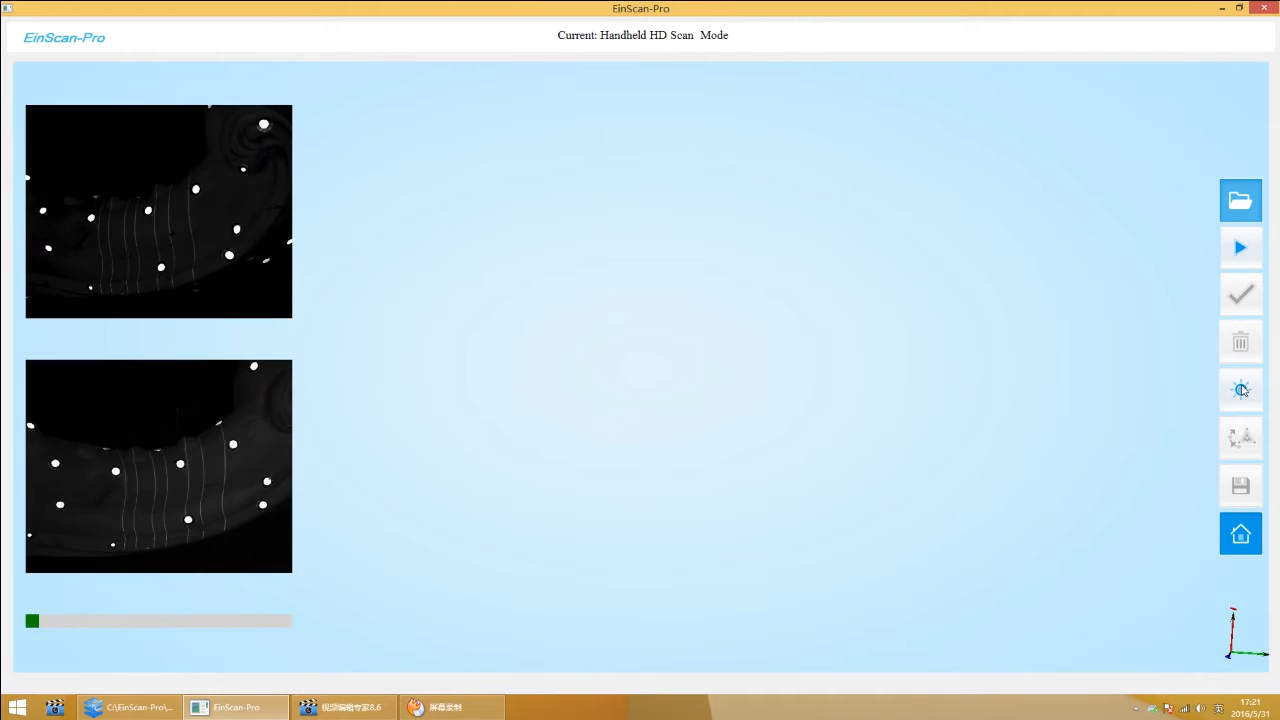 EinScan-Pro
EinScan-Pro
Current: Handheld HD Scan Mode
C:\EinScan-Pro\...
EinScan-Pro
视频编辑专家8.6
屏幕录制
英
17:21
2016/5/31